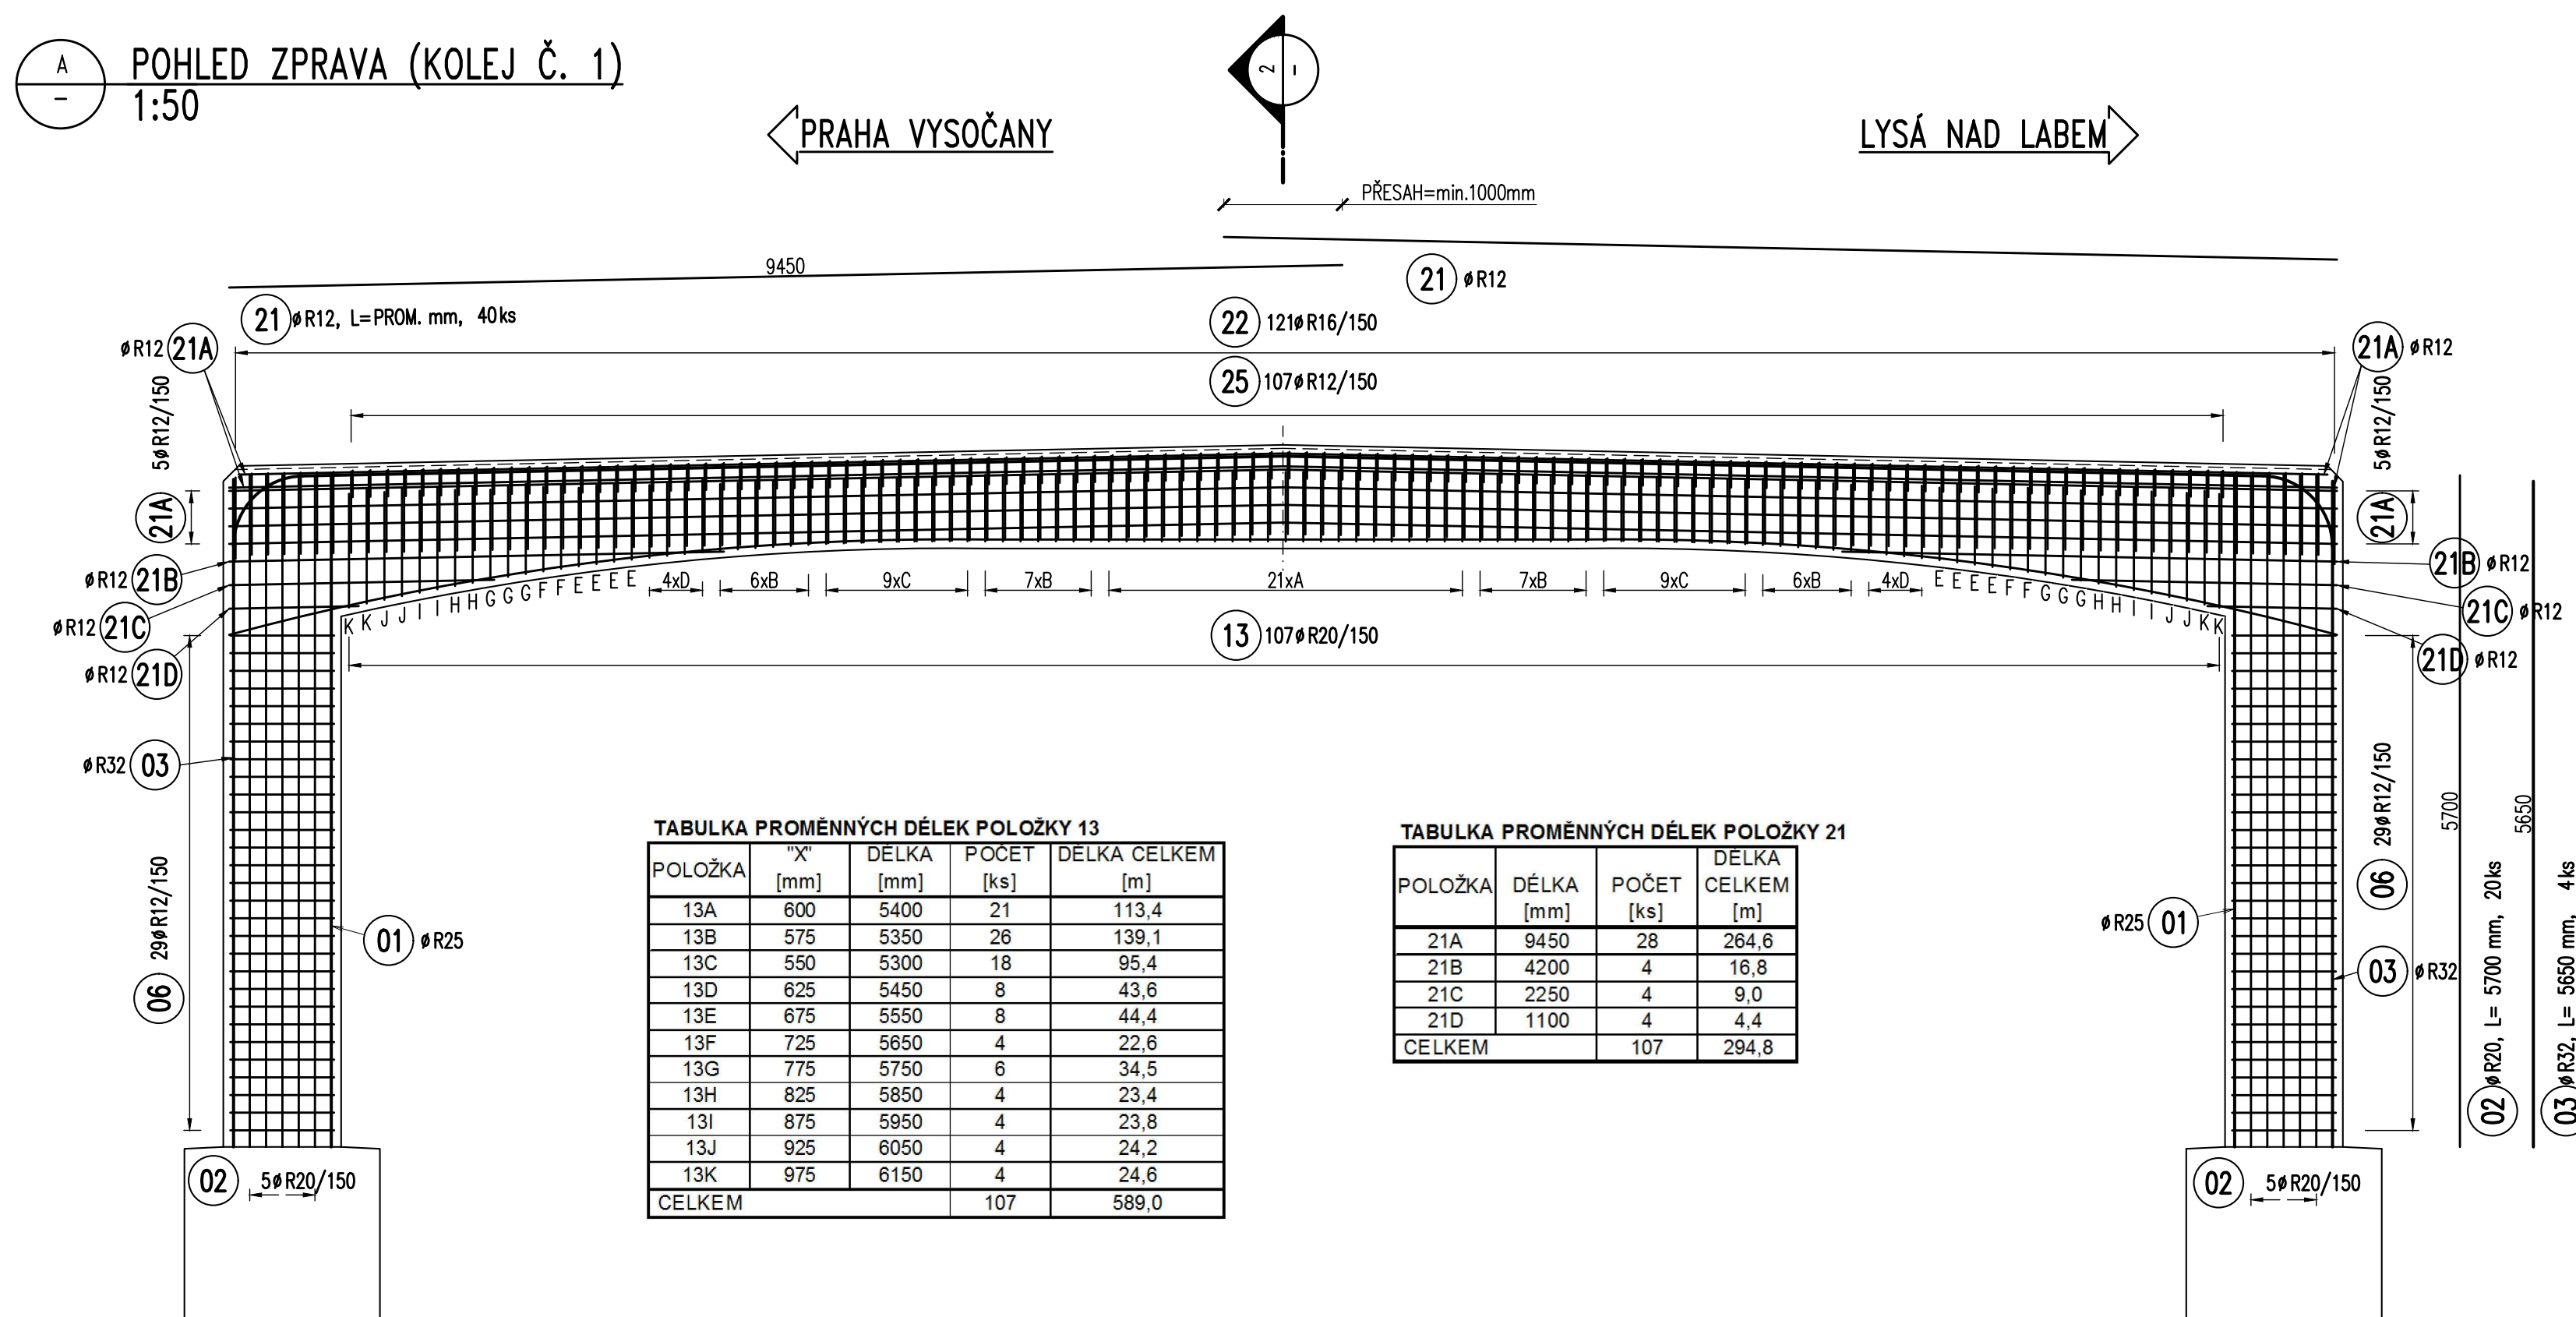 A
–
POHLED ZPRAVA (KOLEJ Č. 1)
1:50
2
–
PRAHA VYSOČANY
LYSÁ NAD LABEM
PŘESAH=min.1000mm
9450
21 øR12, L=PROM. mm, 40ks
21 øR12
22 121øR16/150
25 107øR12/150
øR12 21A
21A øR12
5øR12/150
21A
5øR12/150
21A
øR12 21B
øR12 21C
øR12 21D
21B øR12
21C øR12
21D øR12
K K J J I I H H G G G F F E E E E 4xD 6xB 9xC 7xB 21xA 7xB 9xC 6xB 4xD E E E E F F G G G H H I I J J K K
13 107øR20/150
øR32 03
29øR12/150
06
01 øR25
øR25 01
29øR12/150
06
03 øR32
5700
02 øR20, L= 5700 mm, 20ks
5650
03 øR32, L= 5650 mm, 4ks
02 5øR20/150
02 5øR20/150
TABULKA PROMĚNNÝCH DÉLEK POLOŽKY 13
POLOŽKA "X" [mm] DÉLKA [mm] POČET [ks] DÉLKA CELKEM [m]
13A 600 5400 21 113,4
13B 575 5350 26 139,1
13C 550 5300 18 95,4
13D 625 5450 8 43,6
13E 675 5550 8 44,4
13F 725 5650 4 22,6
13G 775 5750 6 34,5
13H 825 5850 4 23,4
13I 875 5950 4 23,8
13J 925 6050 4 24,2
13K 975 6150 4 24,6
CELKEM 107 589,0
TABULKA PROMĚNNÝCH DÉLEK POLOŽKY 21
POLOŽKA DÉLKA [mm] POČET [ks] DÉLKA CELKEM [m]
21A 9450 28 264,6
21B 4200 4 16,8
21C 2250 4 9,0
21D 1100 4 4,4
CELKEM 107 294,8